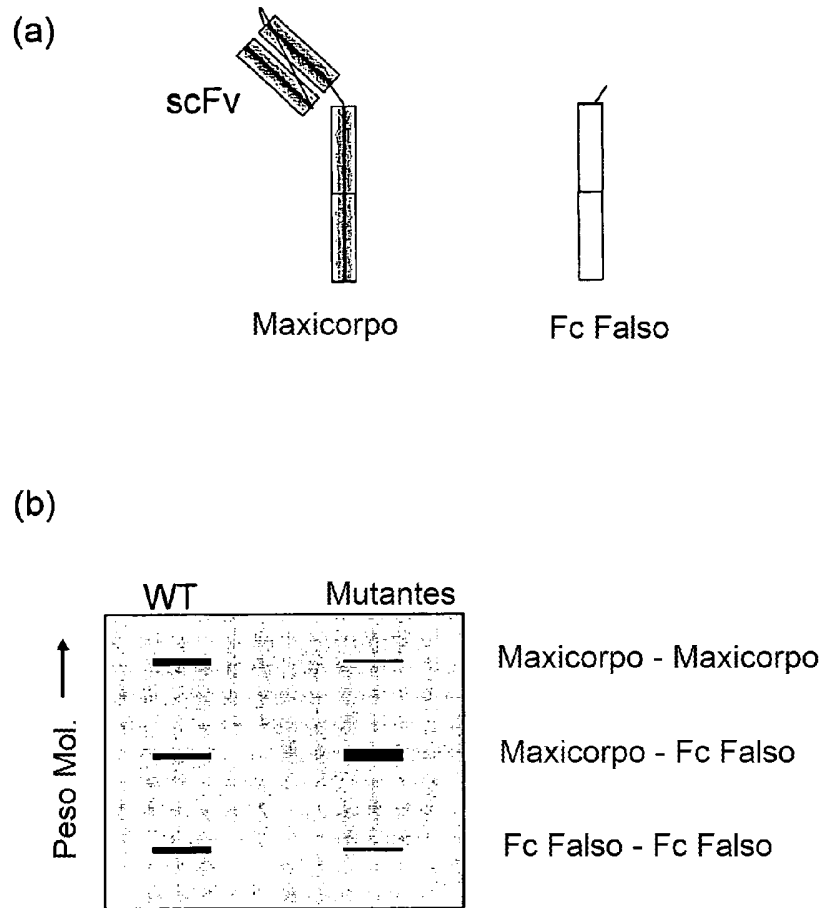 (a)
scFv
Maxicorpo
Fc Falso
(b)
WT
Mutantes
Peso Mol.
Maxicorpo - Maxicorpo
Maxicorpo - Fc Falso
Fc Falso - Fc Falso